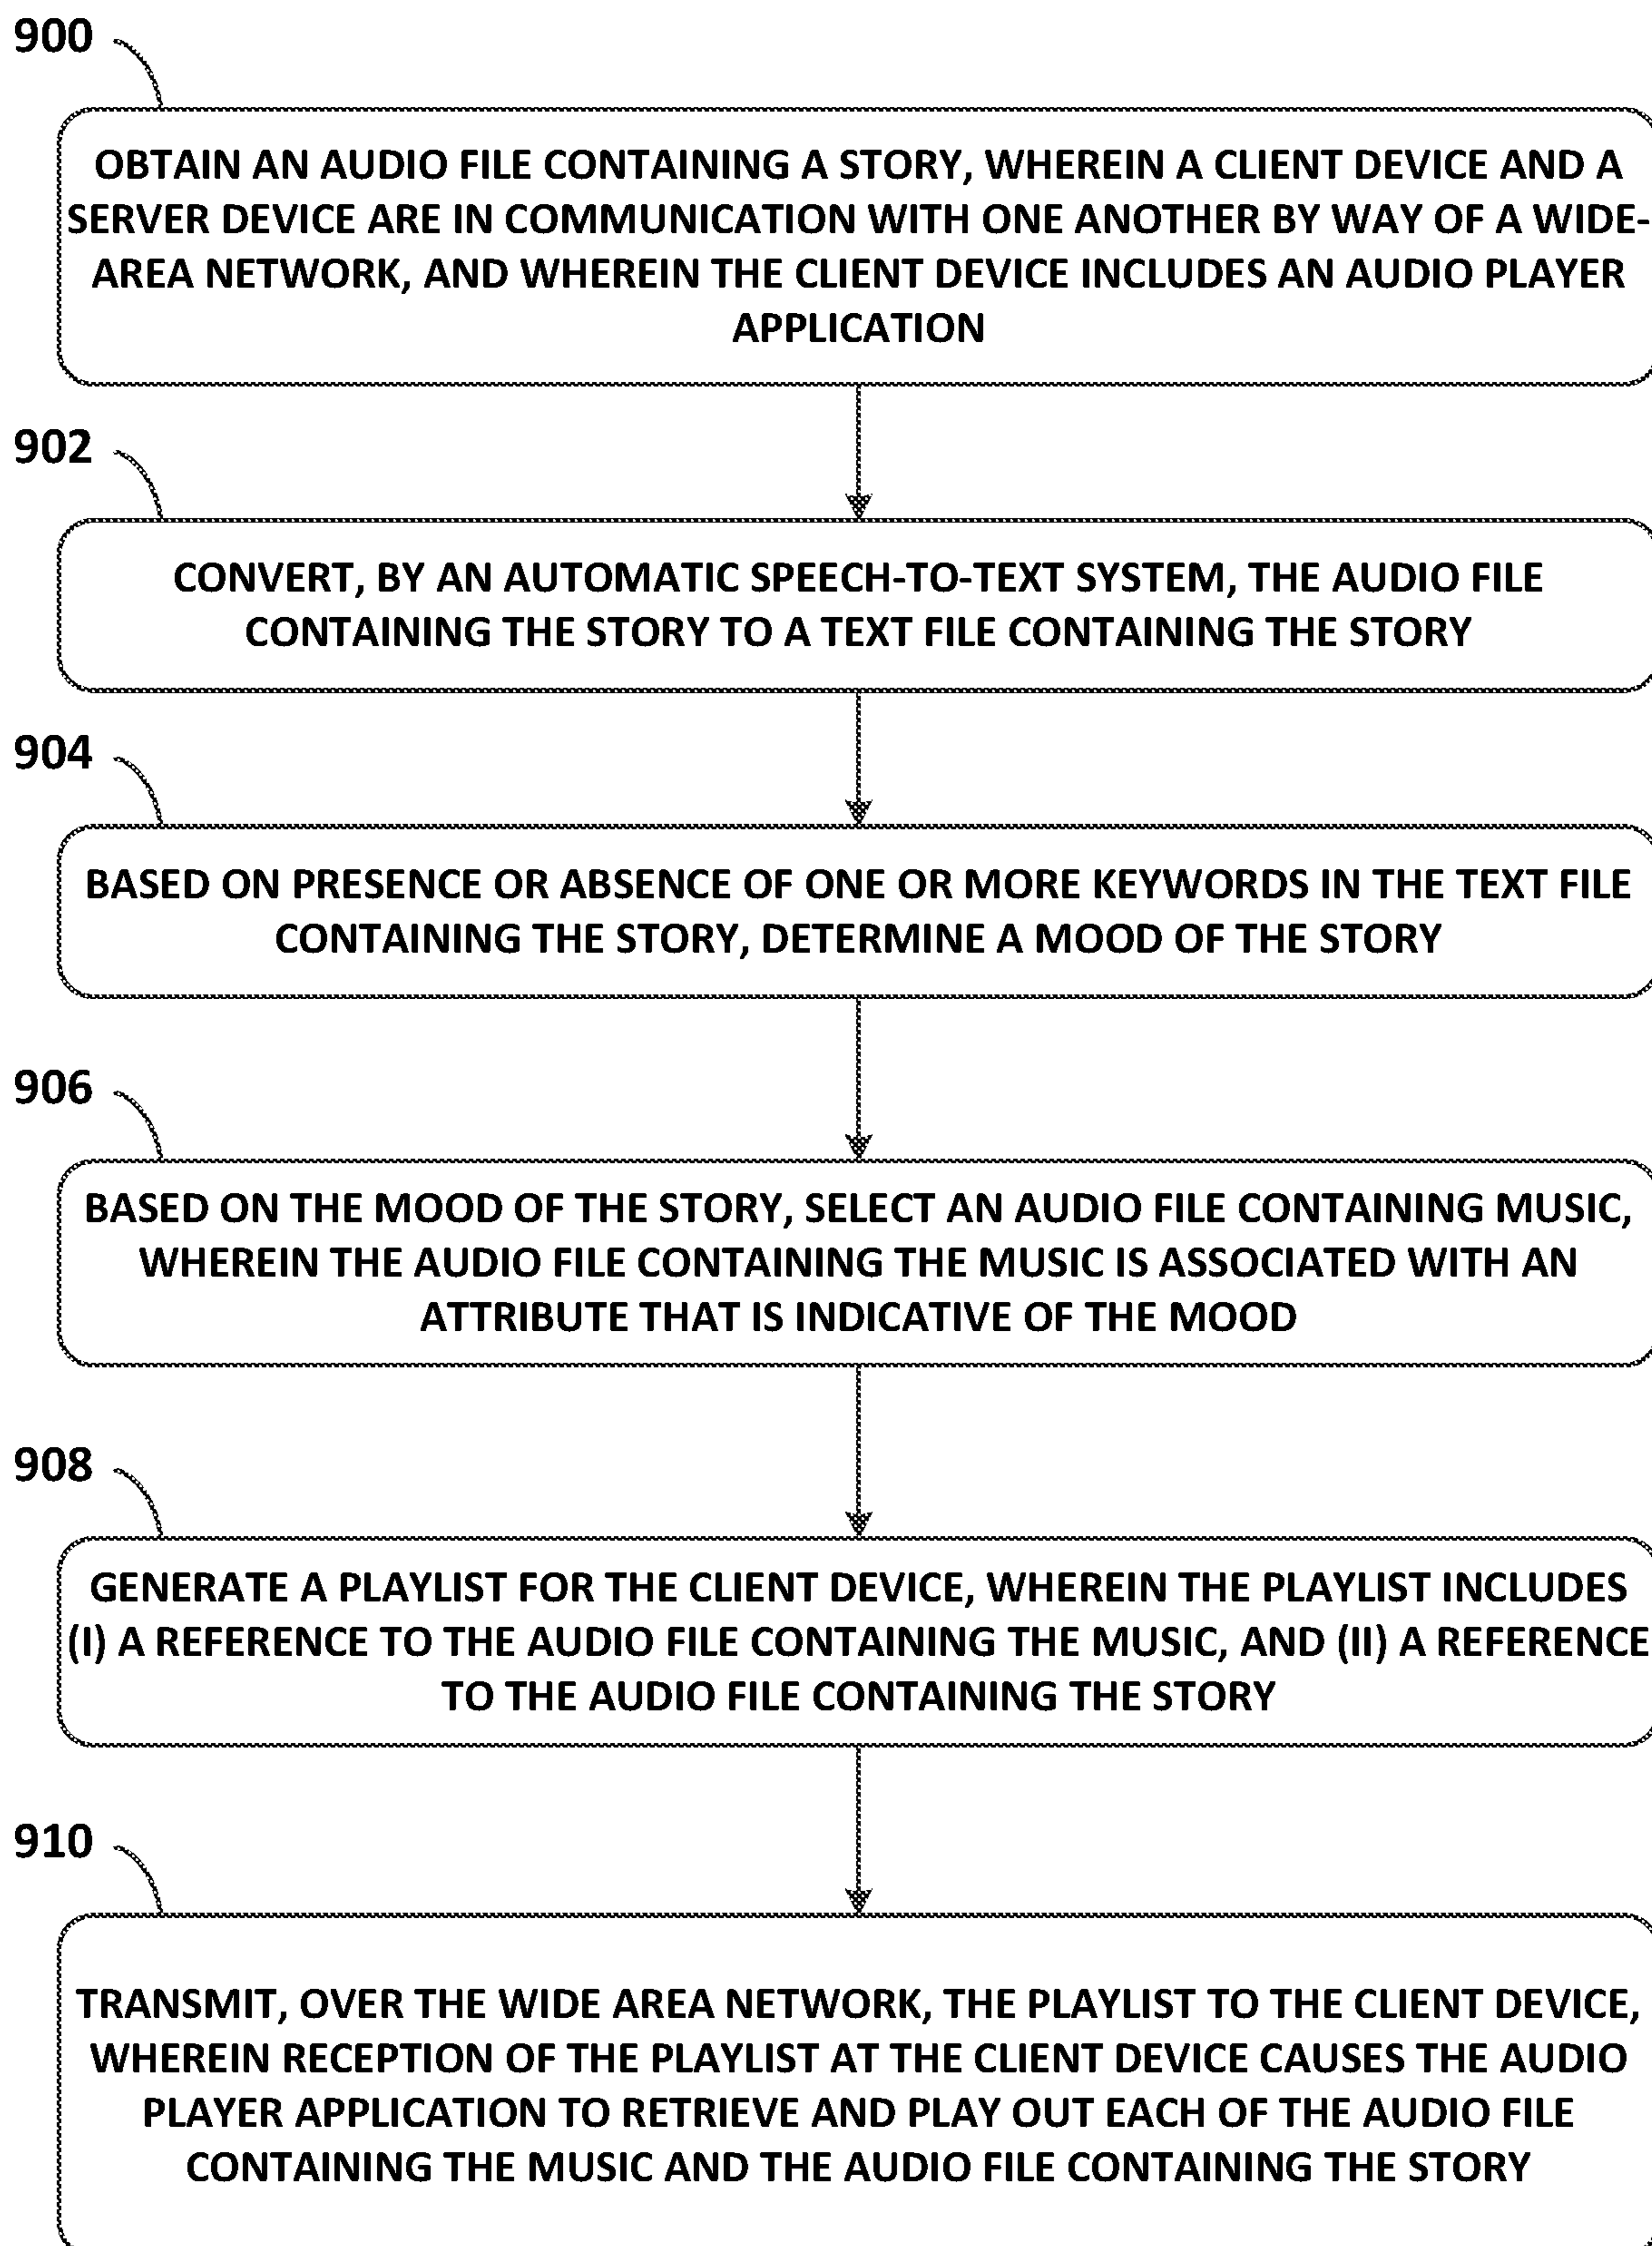 900
OBTAIN AN AUDIO FILE CONTAINING A STORY, WHEREIN A CLIENT DEVICE AND A
SERVER DEVICE ARE IN COMMUNICATION WITH ONE ANOTHER BY WAY OF A WIDE-
AREA NETWORK, AND WHEREIN THE CLIENT DEVICE INCLUDES AN AUDIO PLAYER
APPLICATION
902
CONVERT, BY AN AUTOMATIC SPEECH-TO-TEXT SYSTEM, THE AUDIO FILE
CONTAINING THE STORY TO A TEXT FILE CONTAINING THE STORY
904
BASED ON PRESENCE OR ABSENCE OF ONE OR MORE KEYWORDS IN THE TEXT FILE
CONTAINING THE STORY, DETERMINE A MOOD OF THE STORY
906
BASED ON THE MOOD OF THE STORY, SELECT AN AUDIO FILE CONTAINING MUSIC,
WHEREIN THE AUDIO FILE CONTAINING THE MUSIC IS ASSOCIATED WITH AN
ATTRIBUTE THAT IS INDICATIVE OF THE MOOD
908
GENERATE A PLAYLIST FOR THE CLIENT DEVICE, WHEREIN THE PLAYLIST INCLUDES
(I) A REFERENCE TO THE AUDIO FILE CONTAINING THE MUSIC, AND (II) A REFERENCE
TO THE AUDIO FILE CONTAINING THE STORY
910
TRANSMIT, OVER THE WIDE AREA NETWORK, THE PLAYLIST TO THE CLIENT DEVICE,
WHEREIN RECEPTION OF THE PLAYLIST AT THE CLIENT DEVICE CAUSES THE AUDIO
PLAYER APPLICATION TO RETRIEVE AND PLAY OUT EACH OF THE AUDIO FILE
CONTAINING THE MUSIC AND THE AUDIO FILE CONTAINING THE STORY